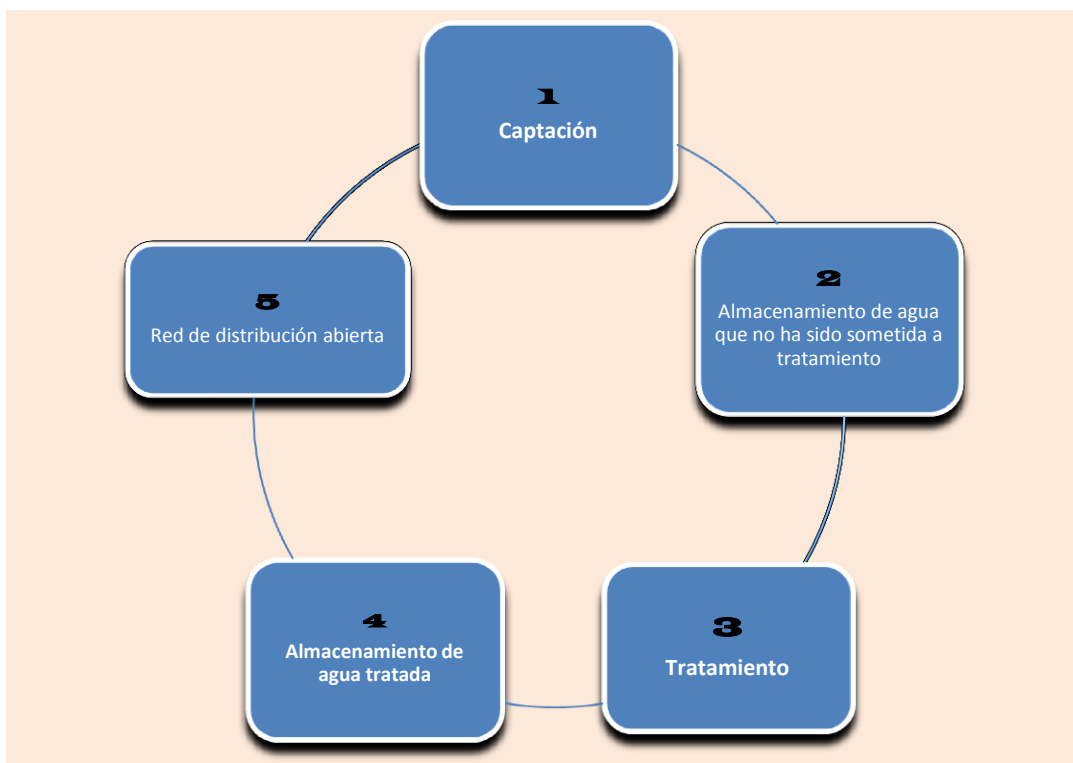 1
Captación
2
Almacenamiento de agua
que no ha sido sometida a
tratamiento
3
Tratamiento
4
Almacenamiento de
agua tratada
5
Red de distribución abierta